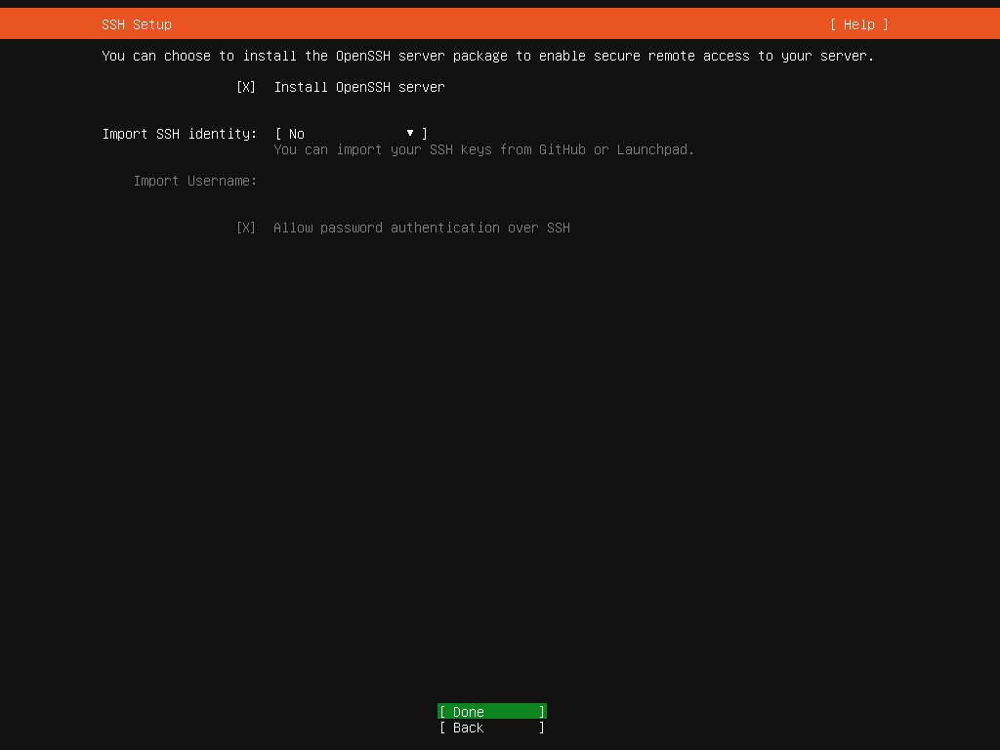 SSH Setup [ Help ]
You can choose to install the OpenSSH server package to enable secure remote access to your server.
[X] Install OpenSSH server
Import SSH identity: [ No ▼ ]
You can import your SSH keys from GitHub or Launchpad.
Import Username:
[X] Allow password authentication over SSH
[ Done ]
[ Back ]